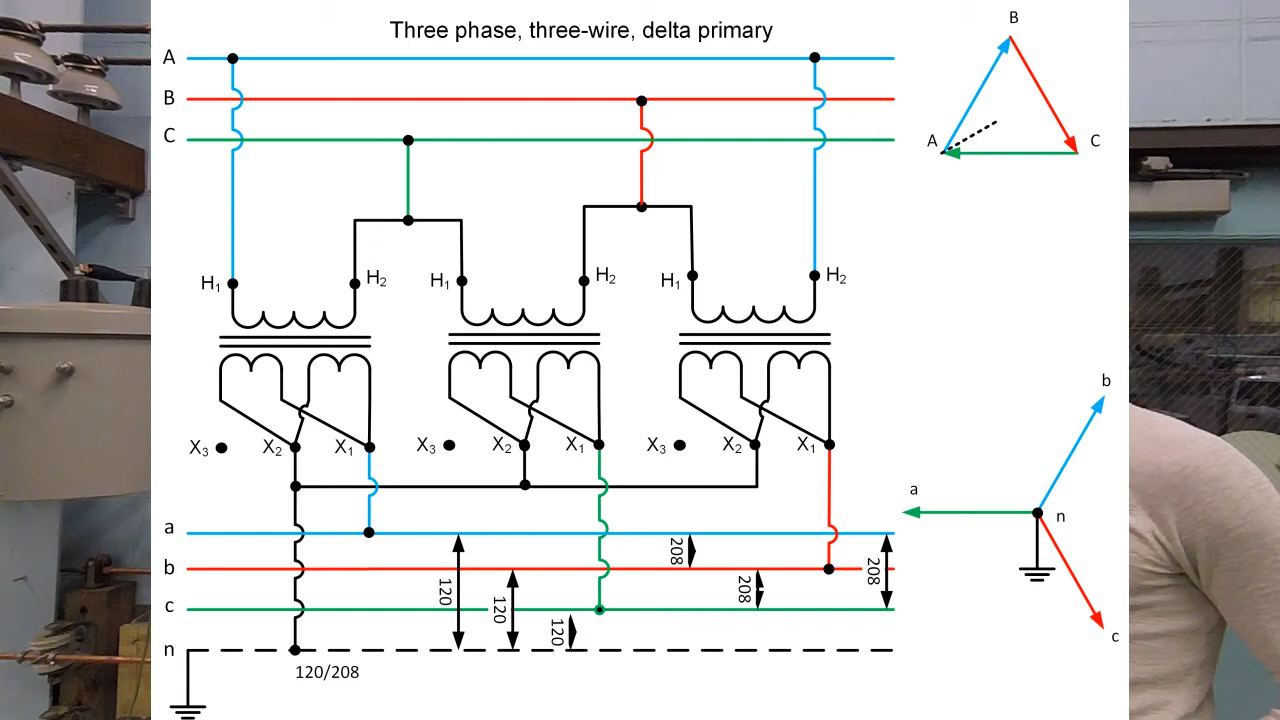 Three phase, three-wire, delta primary
A
B
C
H1
H2
H1
H2
H1
H2
X3
X2
X1
X3
X2
X1
X3
X2
X1
a
b
c
n
120
120
120
208
208
208
120/208
B
A
C
b
a
n
c